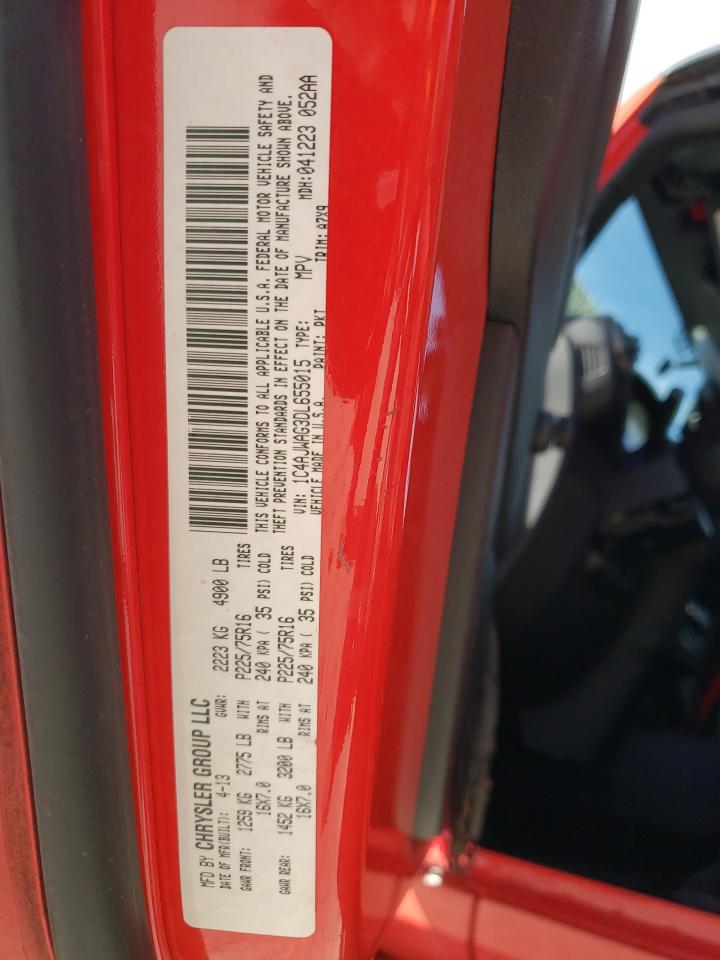 MFD BY CHRYSLER GROUP LLC
DATE OF MFR(BUILT): 4-13 GVWR: 2223 KG 4900 LB
GAWR FRONT: 1259 KG 2775 LB WITH P225/75R16 TIRES
16X7.0 RIMS AT 240 KPA ( 35 PSI) COLD
GAWR REAR: 1452 KG 3200 LB WITH P225/75R16 TIRES
16X7.0 RIMS AT 240 KPA ( 35 PSI) COLD
THIS VEHICLE CONFORMS TO ALL APPLICABLE U.S.A. FEDERAL MOTOR VEHICLE SAFETY AND
THEFT PREVENTION STANDARDS IN EFFECT ON THE DATE OF MANUFACTURE SHOWN ABOVE.
VIN: 1C4AJWAG3DL655015 TYPE: MPV MDH:041223 052AA
VEHICLE MADE IN U.S.A. PAINT: PKT TRIM: A7X9